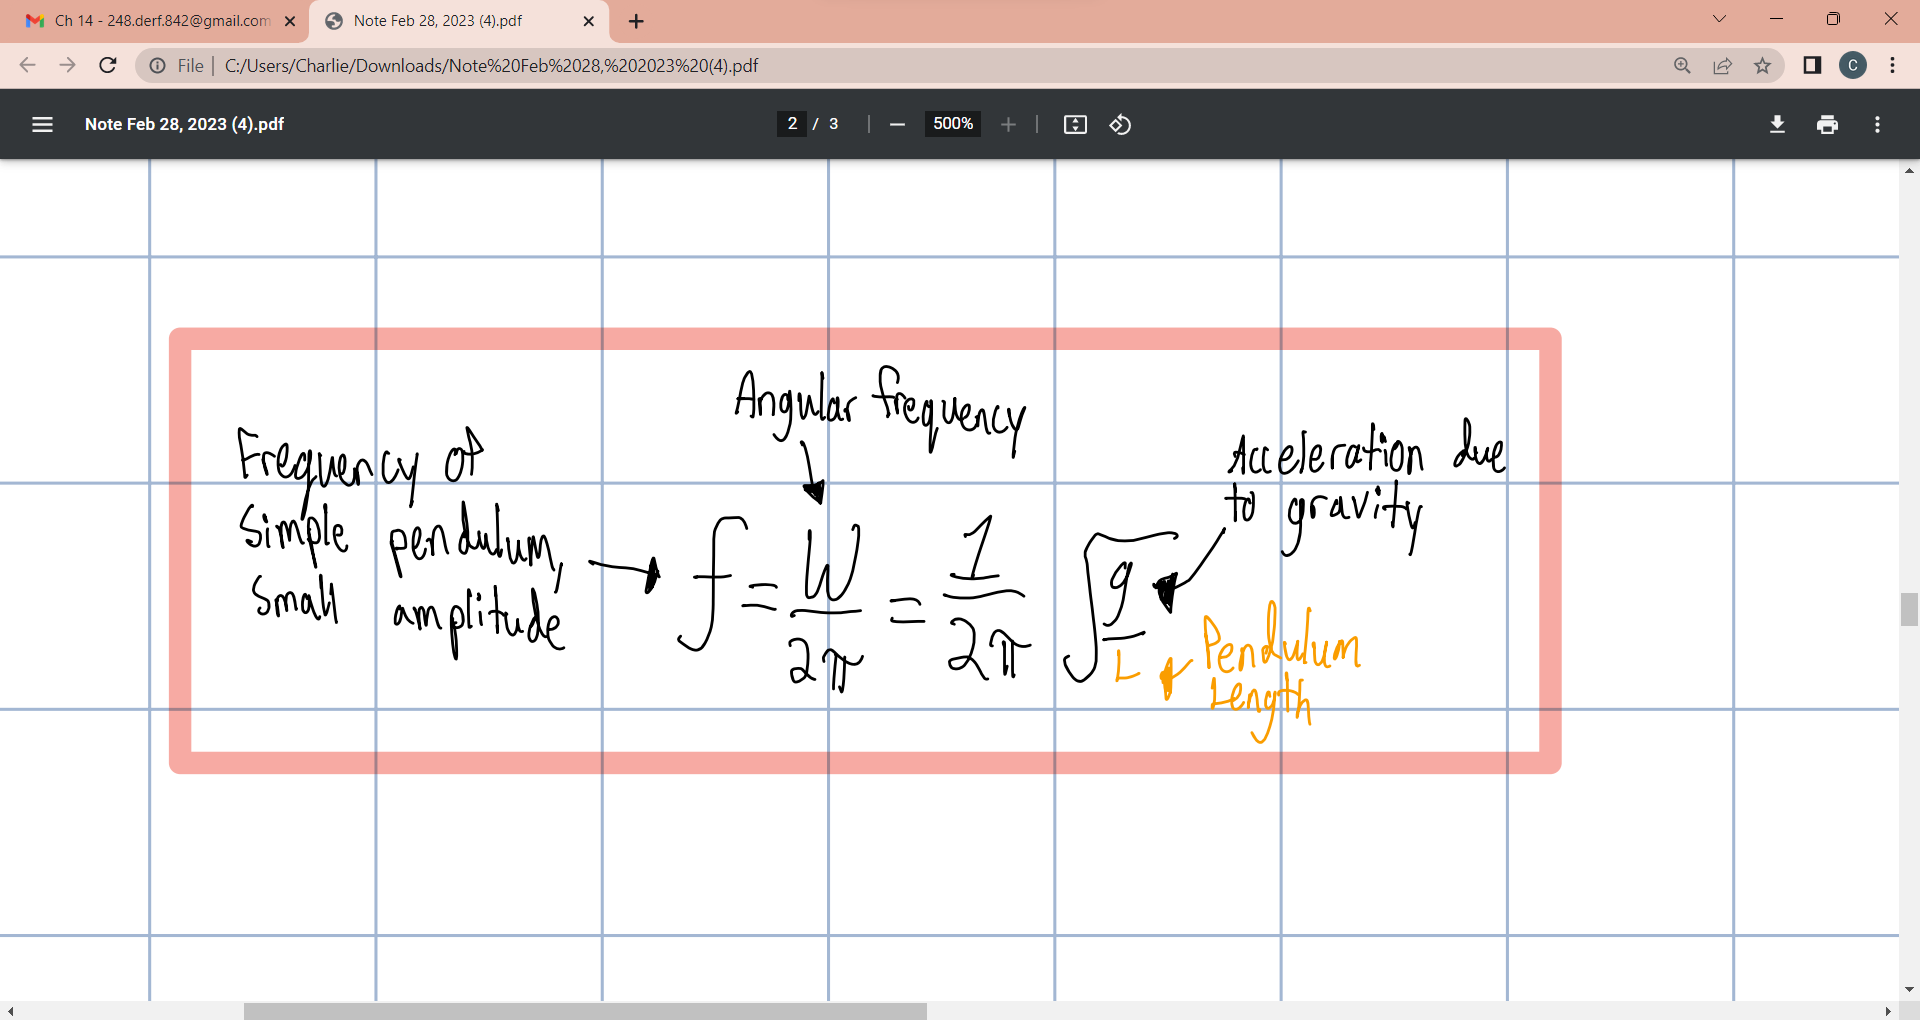 Ch 14 - 248.derf.842@gmail.com
Note Feb 28, 2023 (4).pdf
File | C:/Users/Charlie/Downloads/Note%20Feb%2028,%202023%20(4).pdf
C
Note Feb 28, 2023 (4).pdf
2 / 3
500%
Angular frequency
Frequency of
simple pendulum,
small amplitude
Acceleration due
to gravity
f = ω/2π = 1/2π √g/L
Pendulum
Length